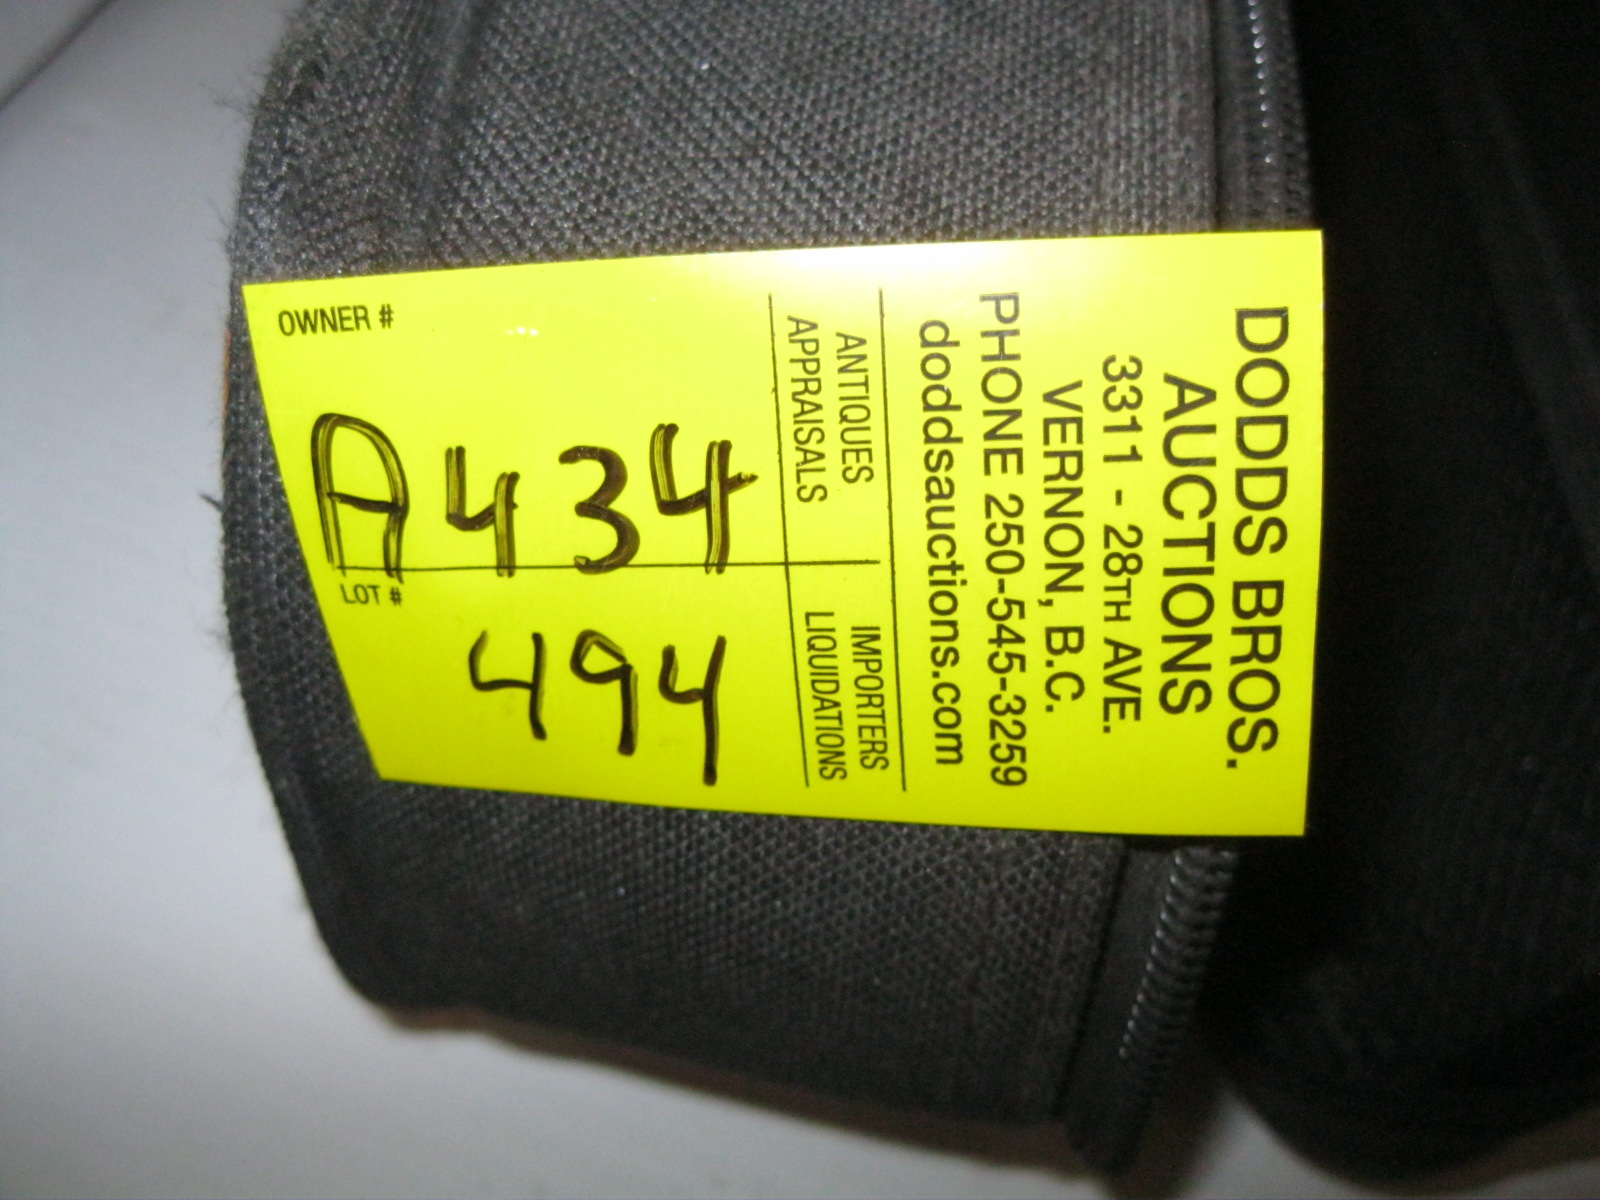 DODDS BROS.
AUCTIONS
3311 - 28TH AVE.
VERNON, B.C.
PHONE 250-545-3259
doddsauctions.com
ANTIQUES IMPORTERS
APPRAISALS LIQUIDATIONS
OWNER #
A434
LOT #
494